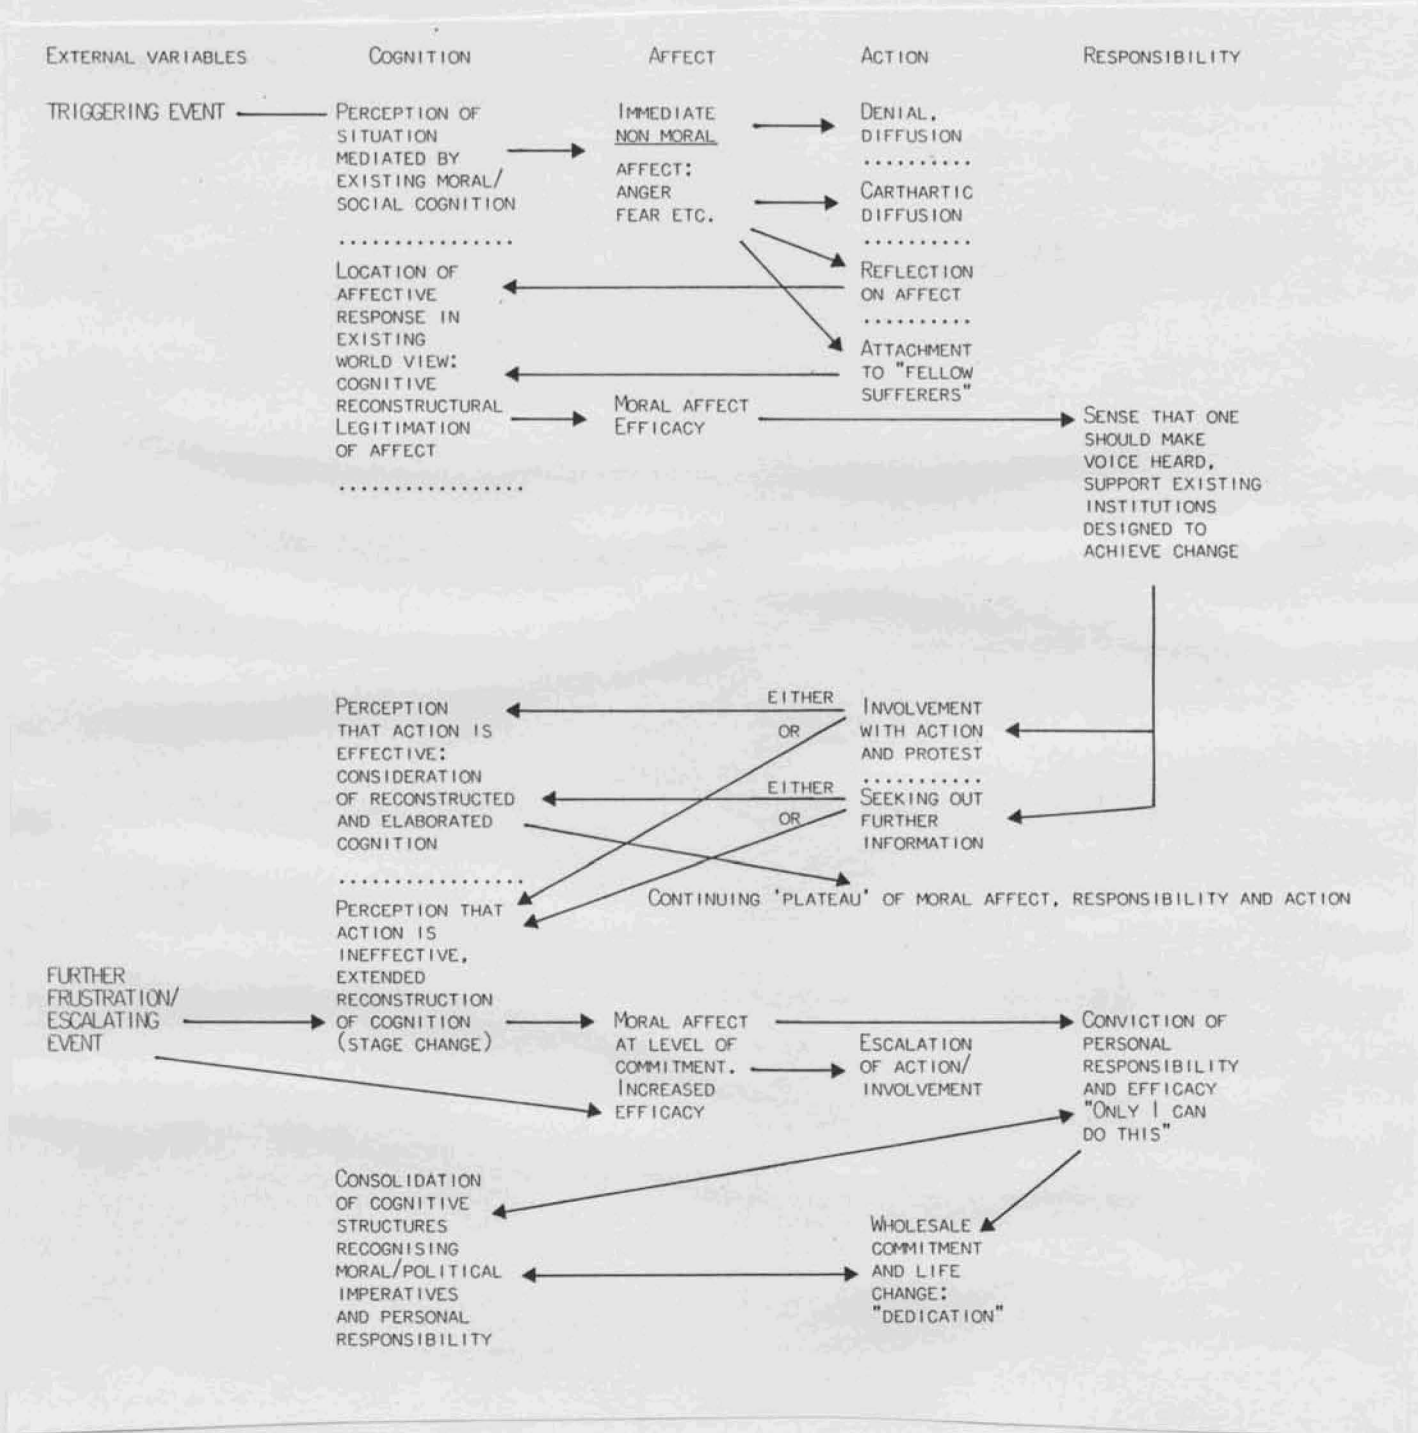 EXTERNAL VARIABLES
COGNITION
AFFECT
ACTION
RESPONSIBILITY
TRIGGERING EVENT
PERCEPTION OF
SITUATION
MEDIATED BY
EXISTING MORAL/
SOCIAL COGNITION
................
IMMEDIATE
NON MORAL
AFFECT:
ANGER
FEAR ETC.
DENIAL,
DIFFUSION
..........
CARTHARTIC
DIFFUSION
..........
REFLECTION
ON AFFECT
..........
ATTACHMENT
TO "FELLOW
SUFFERERS"
LOCATION OF
AFFECTIVE
RESPONSE IN
EXISTING
WORLD VIEW:
COGNITIVE
RECONSTRUCTURAL
LEGITIMATION
OF AFFECT
.................
MORAL AFFECT
EFFICACY
SENSE THAT ONE
SHOULD MAKE
VOICE HEARD,
SUPPORT EXISTING
INSTITUTIONS
DESIGNED TO
ACHIEVE CHANGE
PERCEPTION
THAT ACTION IS
EFFECTIVE:
CONSIDERATION
OF RECONSTRUCTED
AND ELABORATED
COGNITION
.................
EITHER
OR
EITHER
OR
INVOLVEMENT
WITH ACTION
AND PROTEST
...........
SEEKING OUT
FURTHER
INFORMATION
CONTINUING 'PLATEAU' OF MORAL AFFECT, RESPONSIBILITY AND ACTION
PERCEPTION THAT
ACTION IS
INEFFECTIVE,
EXTENDED
RECONSTRUCTION
OF COGNITION
(STAGE CHANGE)
FURTHER
FRUSTRATION/
ESCALATING
EVENT
MORAL AFFECT
AT LEVEL OF
COMMITMENT.
INCREASED
EFFICACY
ESCALATION
OF ACTION/
INVOLVEMENT
CONVICTION OF
PERSONAL
RESPONSIBILITY
AND EFFICACY
"ONLY I CAN
DO THIS"
CONSOLIDATION
OF COGNITIVE
STRUCTURES
RECOGNISING
MORAL/POLITICAL
IMPERATIVES
AND PERSONAL
RESPONSIBILITY
WHOLESALE
COMMITMENT
AND LIFE
CHANGE:
"DEDICATION"